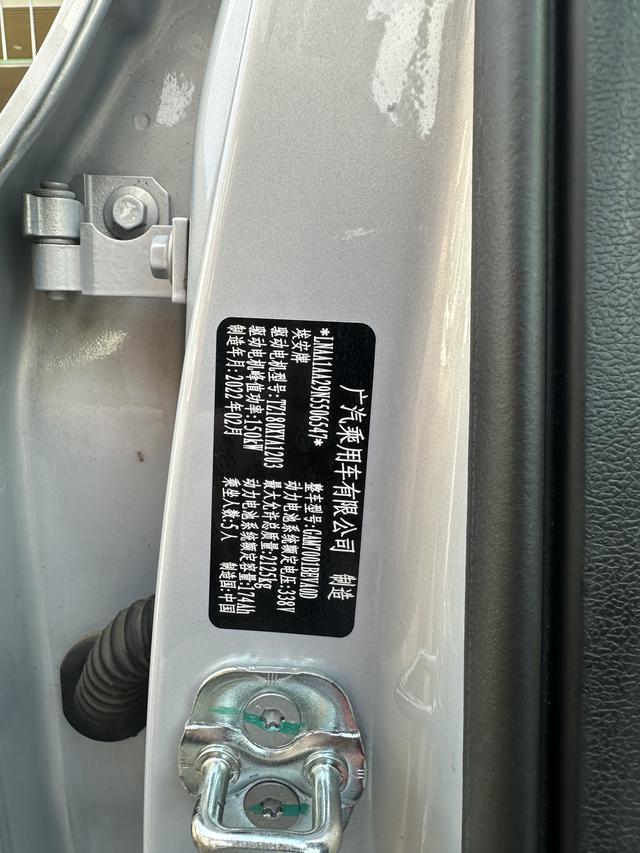 广汽乘用车有限公司 制造
*LNAA1AA29N5506547*
埃安牌 整车型号:GAM7001BEVA0D
驱动电机型号:TZ180XYA1203 动力电池系统额定电压:338V
驱动电机峰值功率:150kW 最大允许总质量:2125kg
制造年月:2022年02月 动力电池系统额定容量:174Ah
乘坐人数:5人 制造国:中国